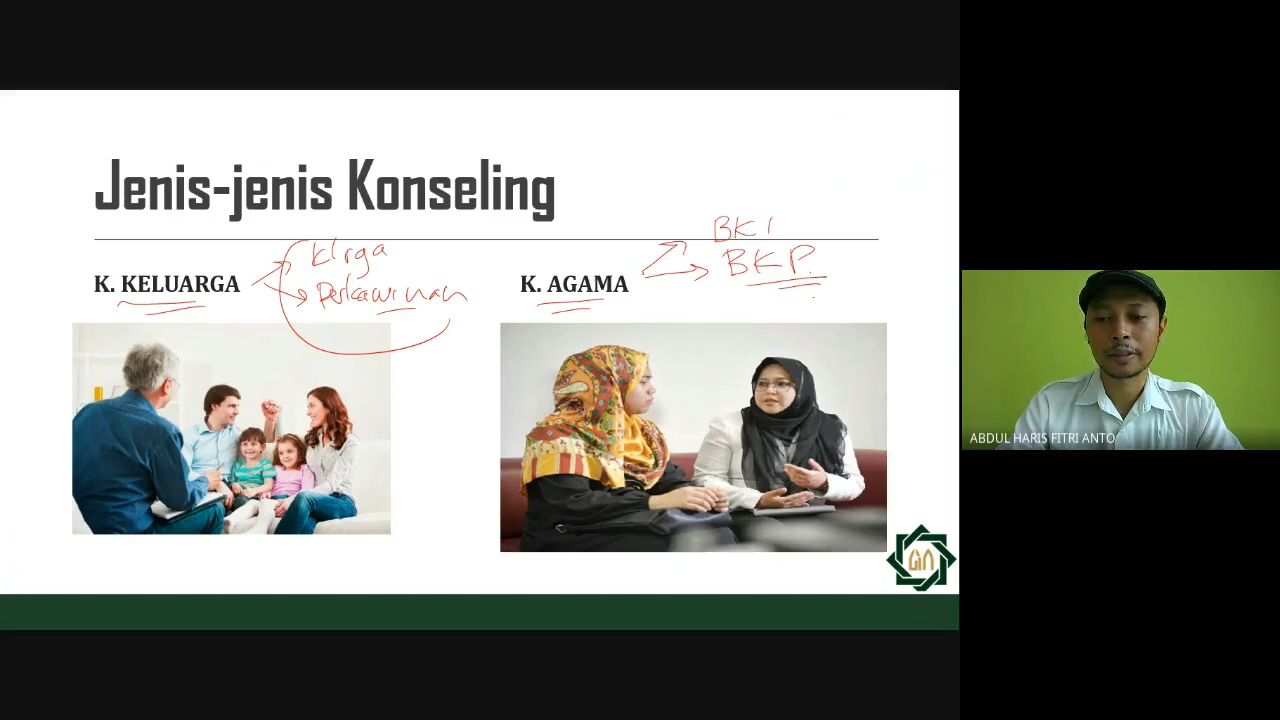 Jenis-jenis Konseling
K. KELUARGA
Klrga
Perkawinan
K. AGAMA
BKI
BKP.
ABDUL HARIS FITRI ANTO